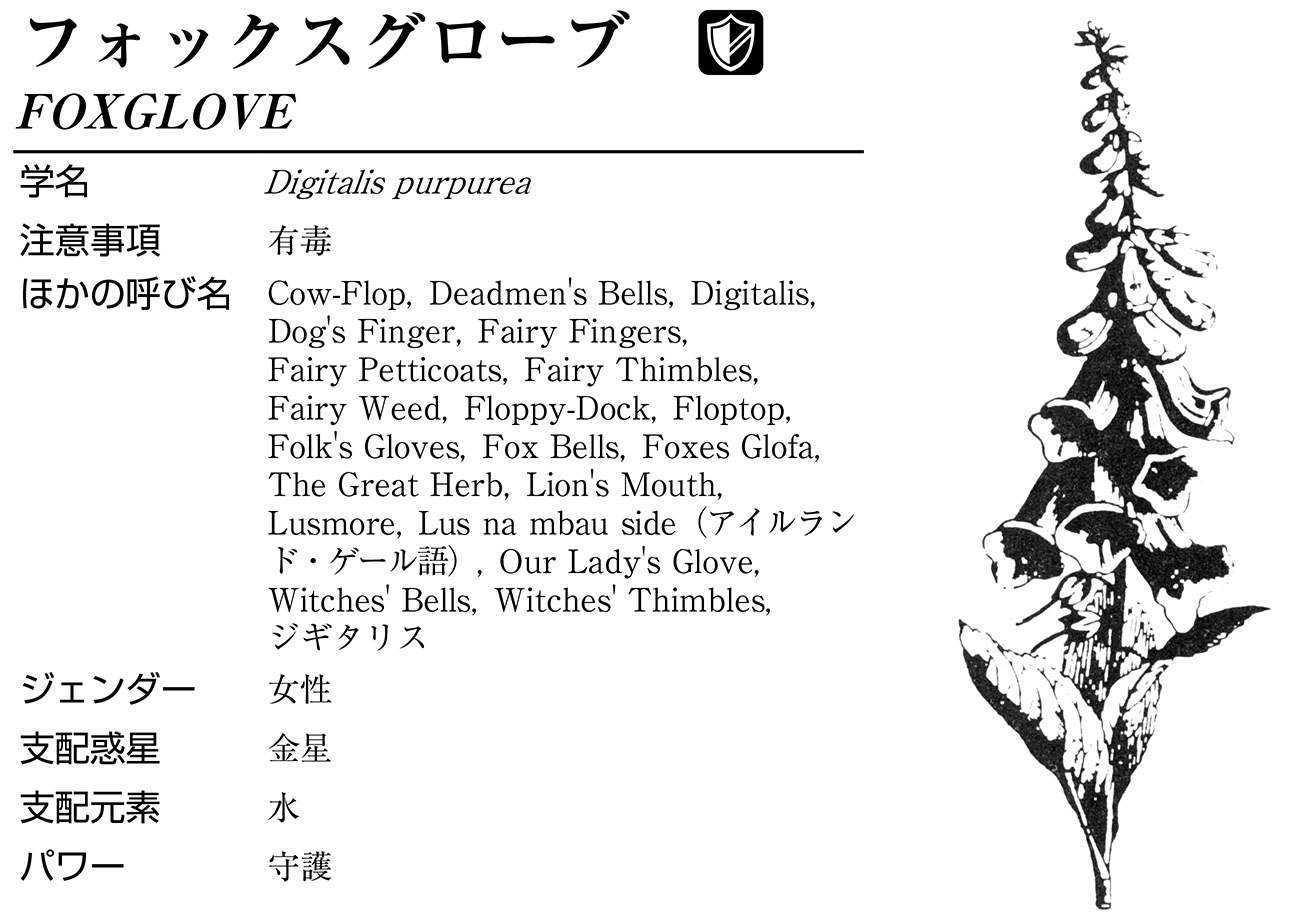 フォックスグローブ
FOXGLOVE
学名 Digitalis purpurea
注意事項 有毒
ほかの呼び名 Cow-Flop, Deadmen's Bells, Digitalis,
Dog's Finger, Fairy Fingers,
Fairy Petticoats, Fairy Thimbles,
Fairy Weed, Floppy-Dock, Floptop,
Folk's Gloves, Fox Bells, Foxes Glofa,
The Great Herb, Lion's Mouth,
Lusmore, Lus na mbau side（アイルラン
ド・ゲール語）, Our Lady's Glove,
Witches' Bells, Witches' Thimbles,
ジギタリス
ジェンダー 女性
支配惑星 金星
支配元素 水
パワー 守護